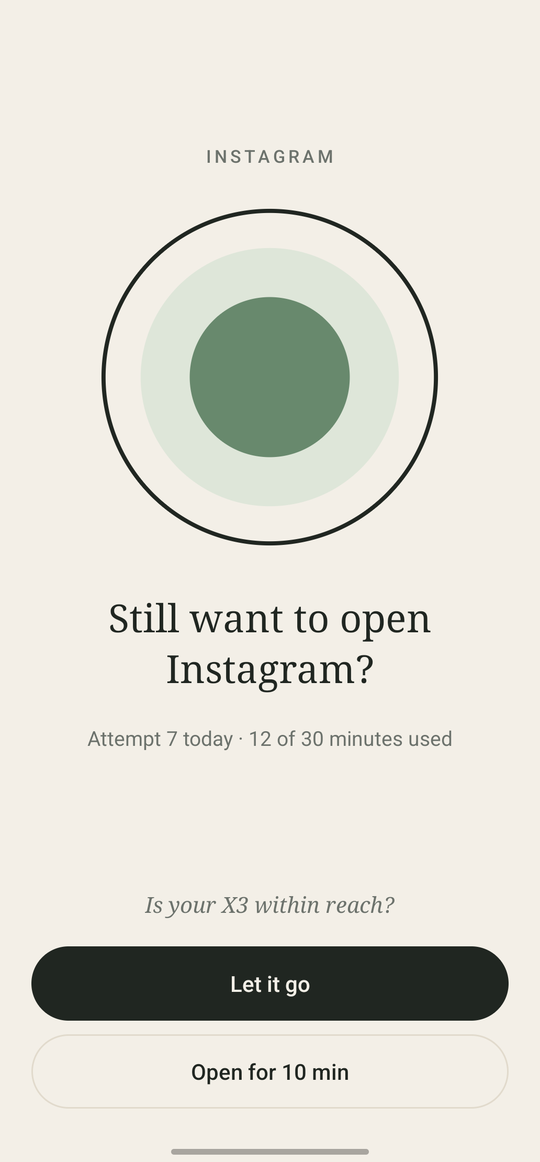 INSTAGRAM
Still want to open
Instagram?
Attempt 7 today · 12 of 30 minutes used
Is your X3 within reach?
Let it go
Open for 10 min